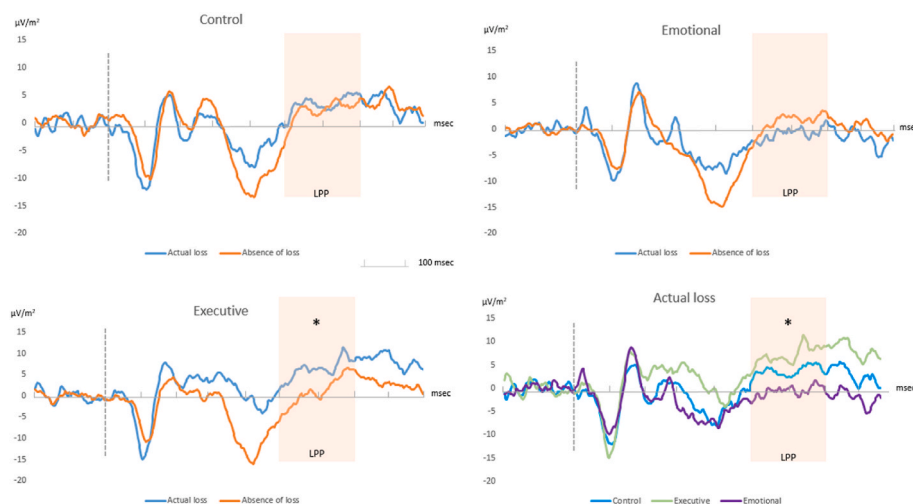 Control
µV/m²
15
10
5
0
-5
-10
-15
-20
msec
LPP
Actual loss Absence of loss
Emotional
µV/m²
15
10
5
0
-5
-10
-15
-20
msec
LPP
Actual loss Absence of loss
100 msec
Executive
µV/m²
15
10
5
0
-5
-10
-15
-20
*
msec
LPP
Actual loss Absence of loss
Actual loss
µV/m²
15
10
5
0
-5
-10
-15
-20
*
msec
LPP
Control Executive Emotional